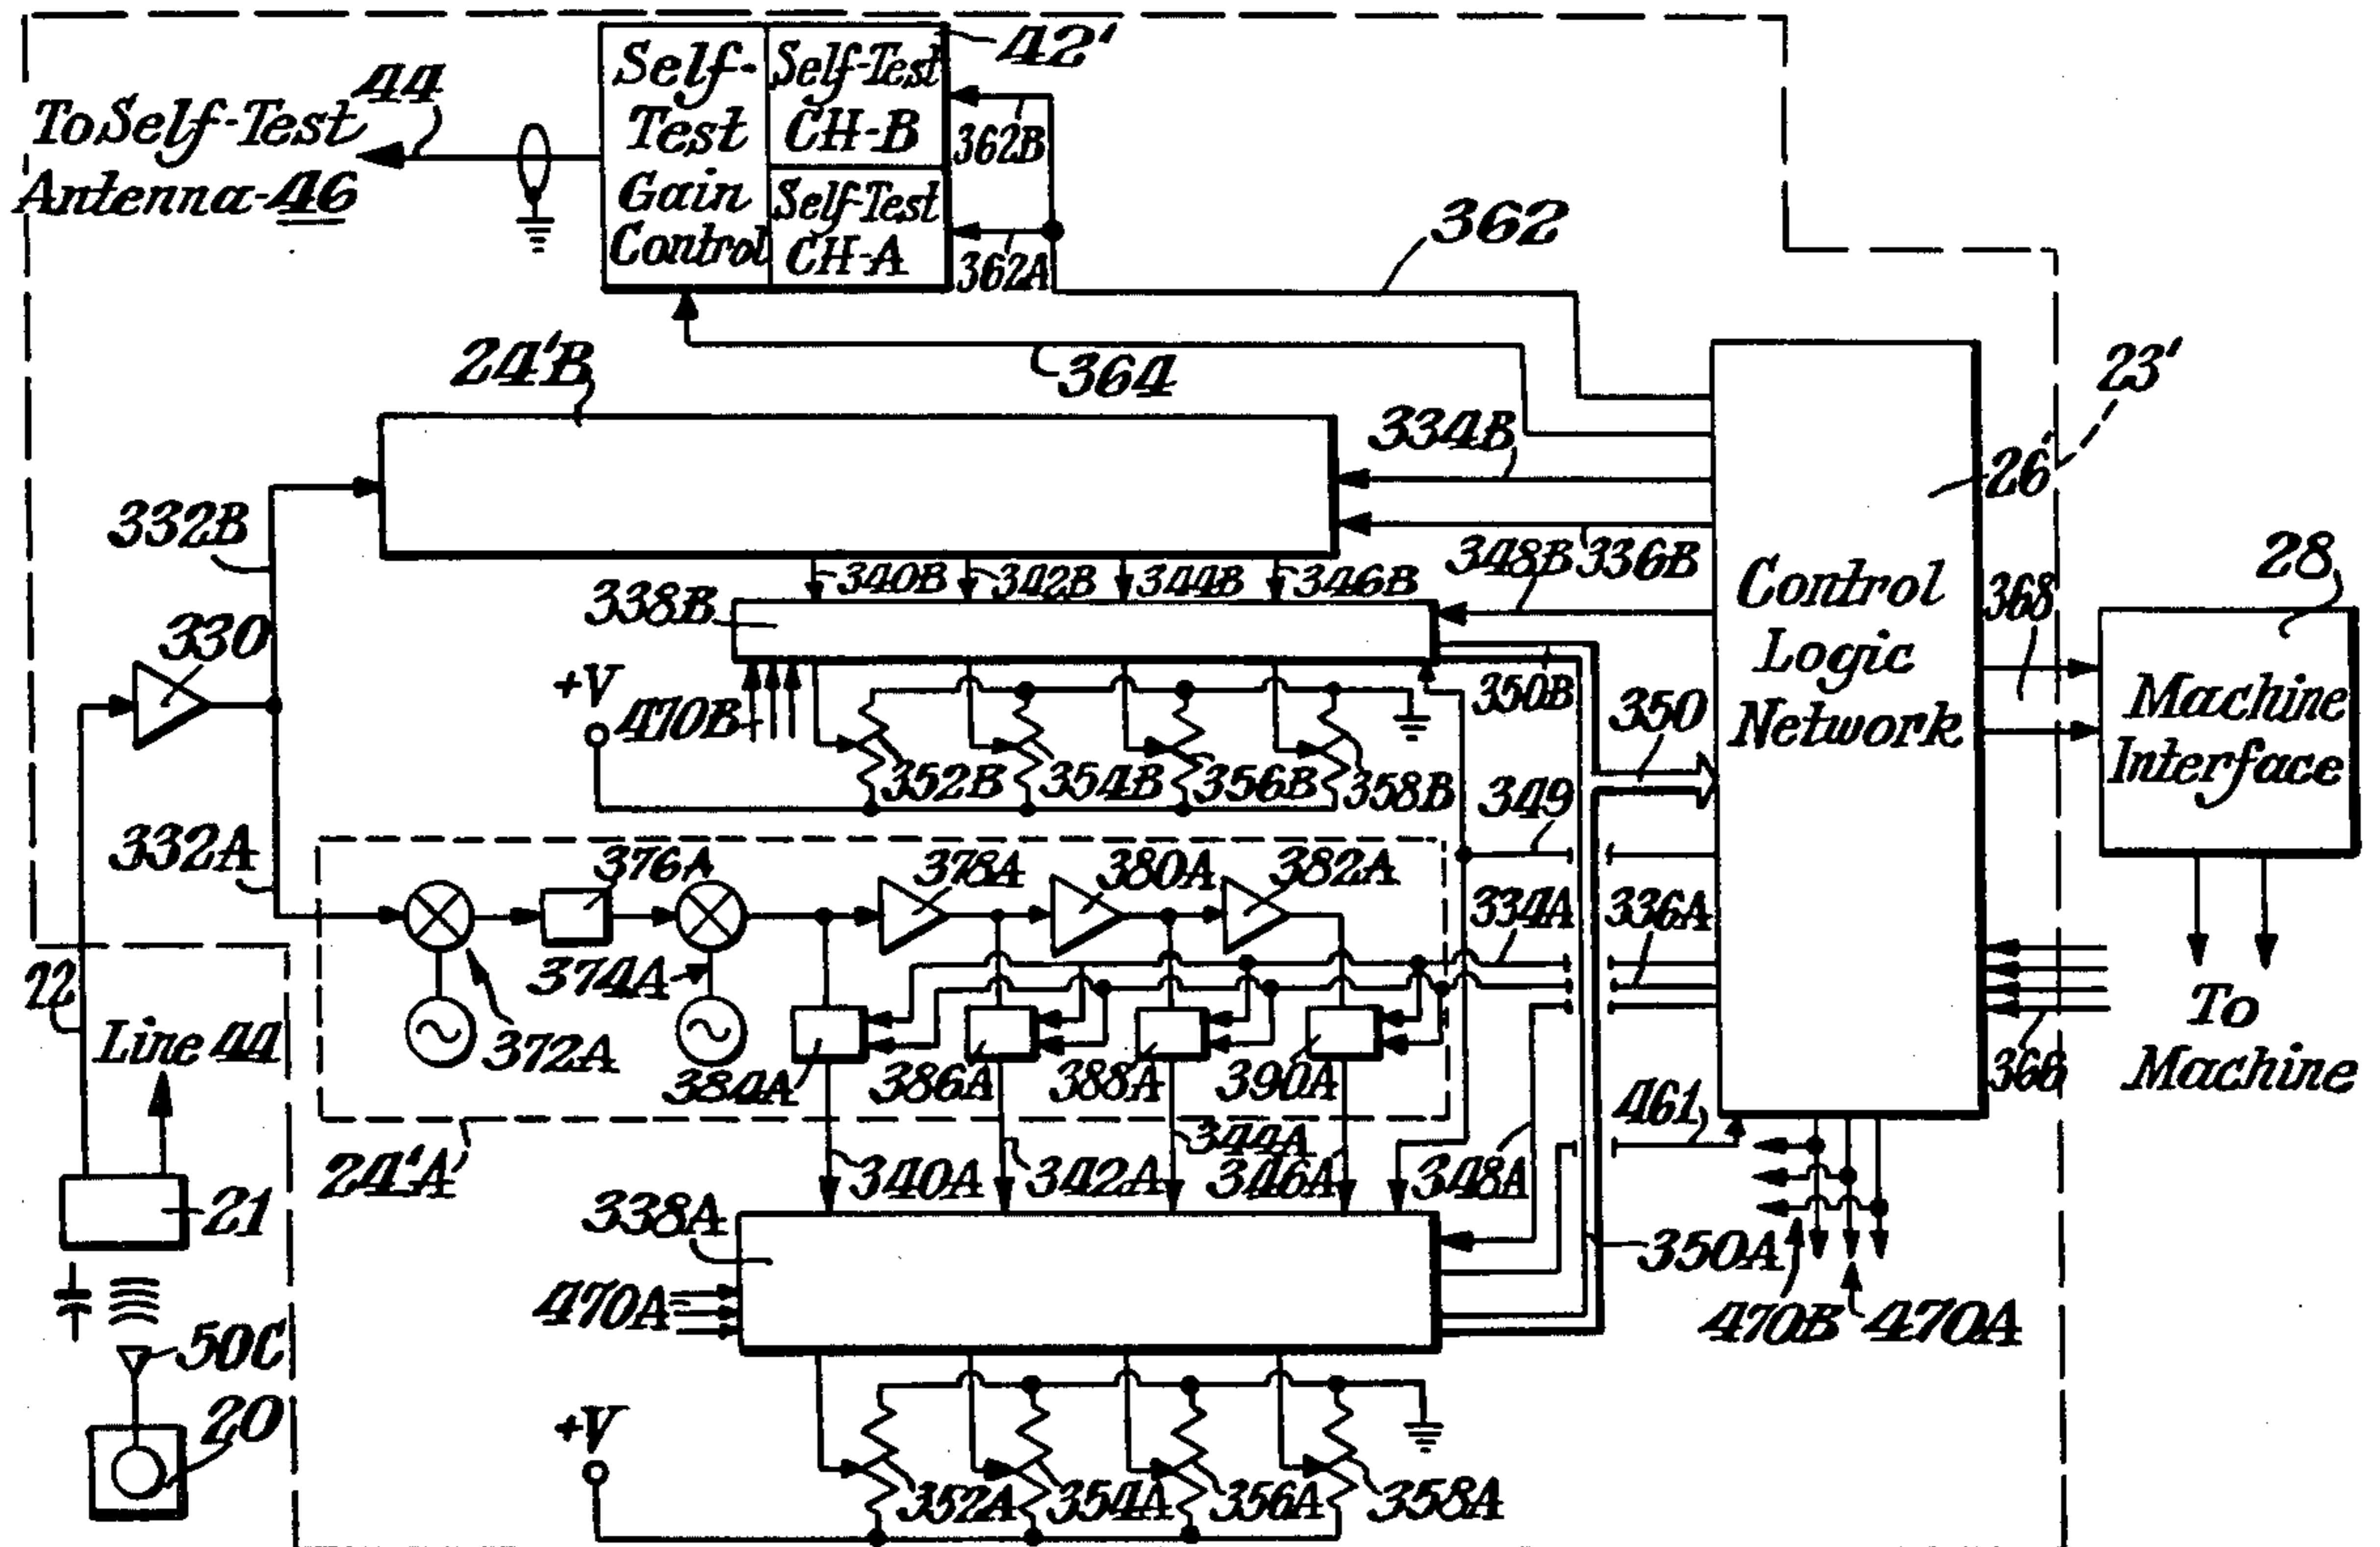 42'
Self-
Test
Gain
Control
Self-Test
CH-B
Self-Test
CH-A
44
To Self-Test
Antenna-46
362B
362A
362
364
24'B
23'
334B
26
332B
348B
336B
340B
342B
344B
346B
338B
Control
Logic
Network
368
28
Machine
Interface
330
+V
470B
350B
350
352B
354B
356B
358B
349
332A
376A
378A
380A
382A
334A
336A
22
374A
Line 44
372A
384A
386A
388A
390A
To
Machine
366
461
24'A
344A
340A
342A
346A
348A
21
338A
350A
470A
470B
470A
50C
20
+V
352A
354A
356A
358A